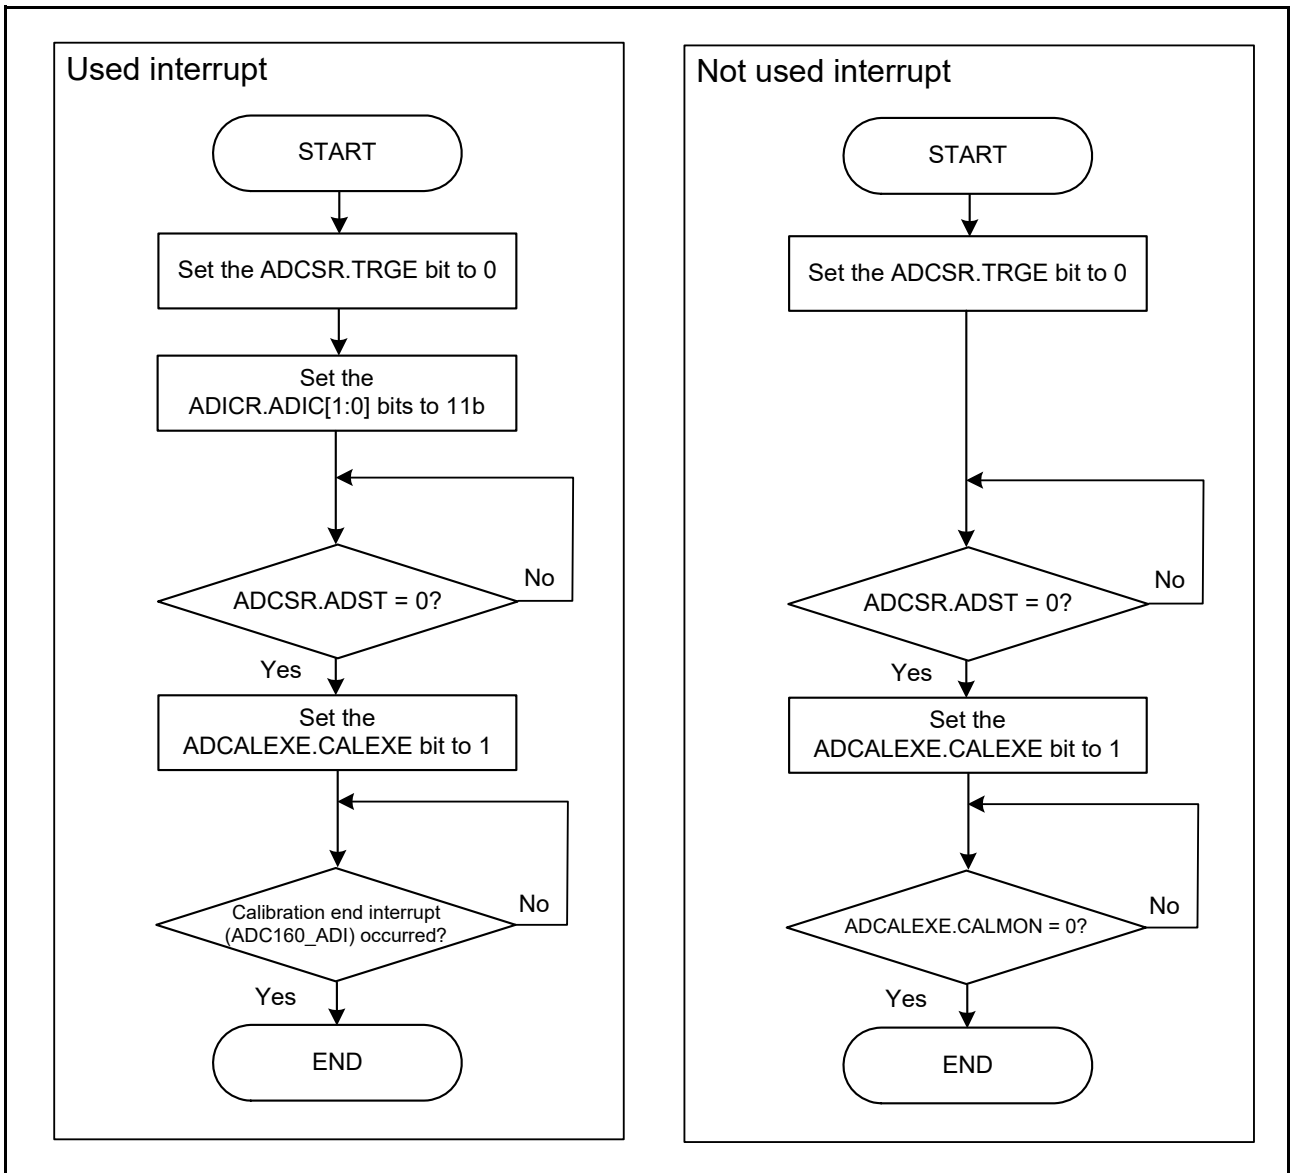 Used interrupt
START
Set the ADCSR.TRGE bit to 0
Set the
ADICR.ADIC[1:0] bits to 11b
ADCSR.ADST = 0?
No
Yes
Set the
ADCALEXE.CALEXE bit to 1
Calibration end interrupt
(ADC160_ADI) occurred?
No
Yes
END
Not used interrupt
START
Set the ADCSR.TRGE bit to 0
ADCSR.ADST = 0?
No
Yes
Set the
ADCALEXE.CALEXE bit to 1
ADCALEXE.CALMON = 0?
No
Yes
END